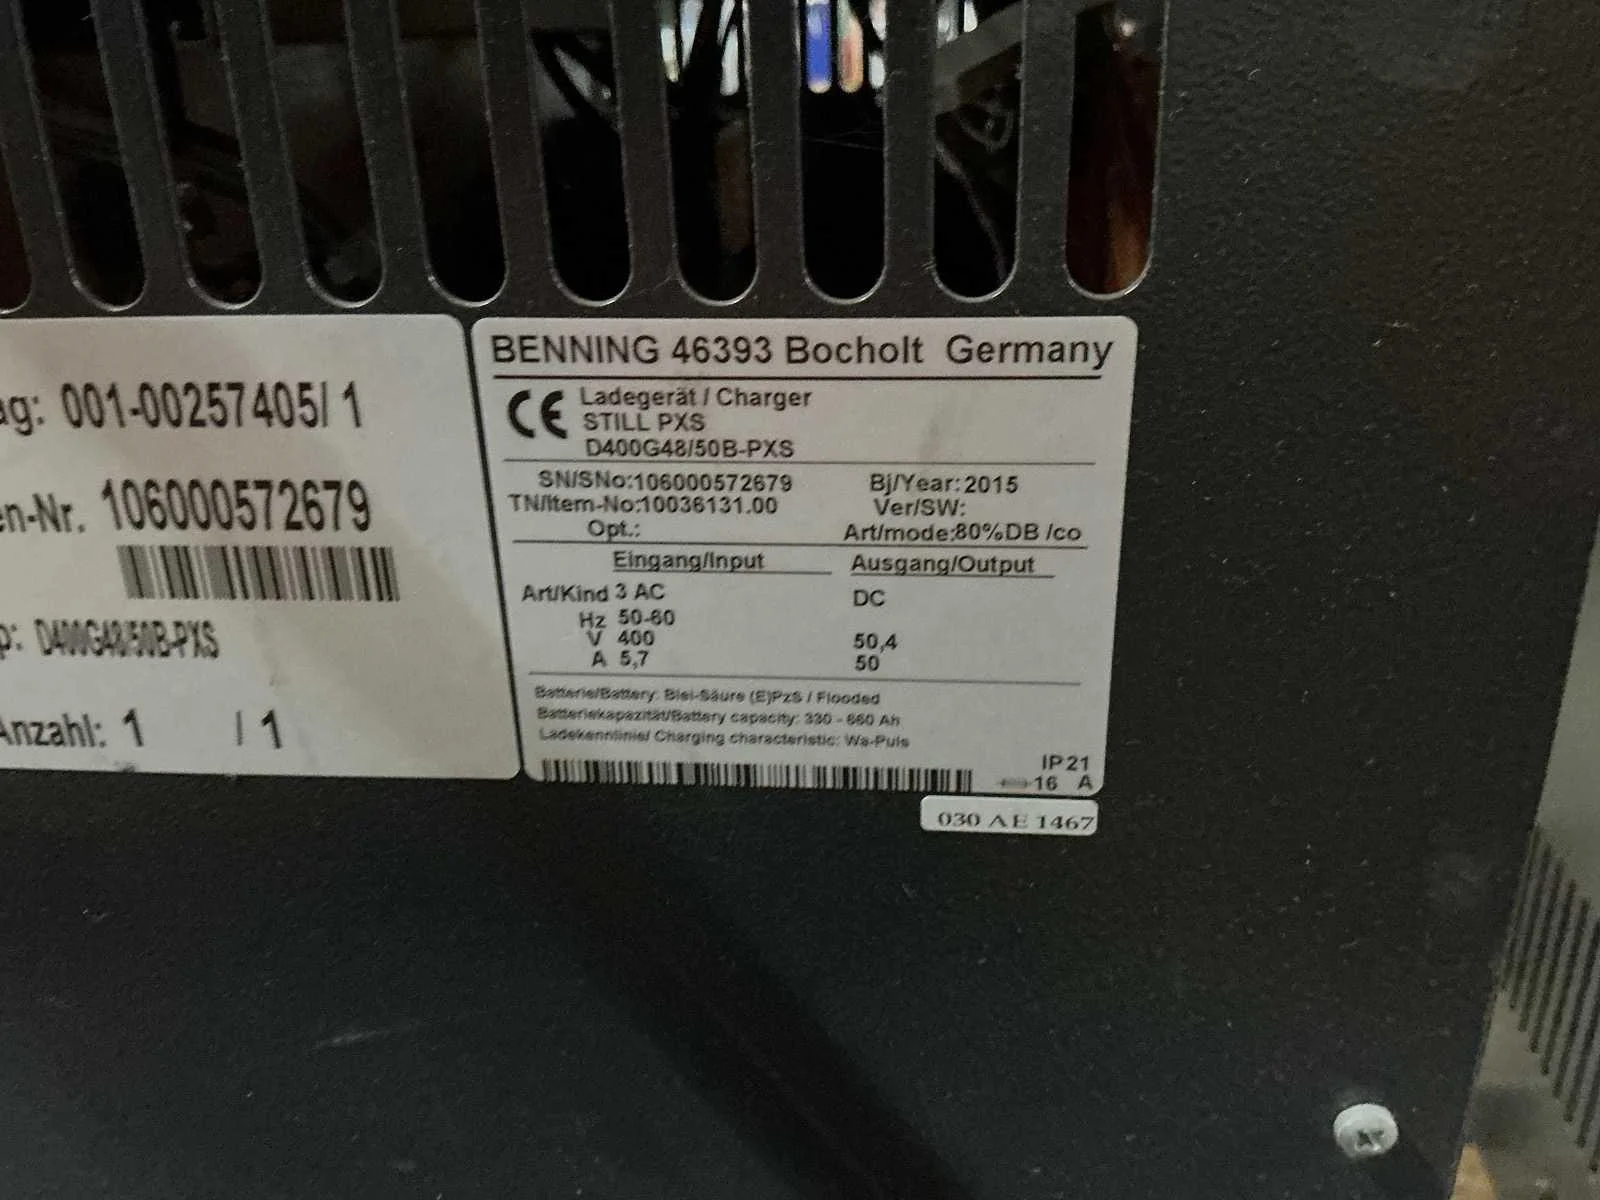 ag: 001-00257405/ 1
en-Nr. 106000572679
p: D400G48/50B-PXS
Anzahl: 1 / 1
BENNING 46393 Bocholt Germany
CE Ladegerät / Charger
STILL PXS
D400G48/50B-PXS
SN/SNo:106000572679 Bj/Year:2015
TN/Item-No:10036131.00 Ver/SW:
Opt.: Art/mode:80%DB /co
Eingang/Input Ausgang/Output
Art/Kind 3 AC DC
Hz 50-60
V 400 50,4
A 5,7 50
Batterie/Battery: Blei-Säure (E)PzS / Flooded
Batteriekapazität/Battery capacity: 330 - 660 Ah
Ladekennlinie/ Charging characteristic: Wa-Puls
IP 21
16 A
030 AE 1467